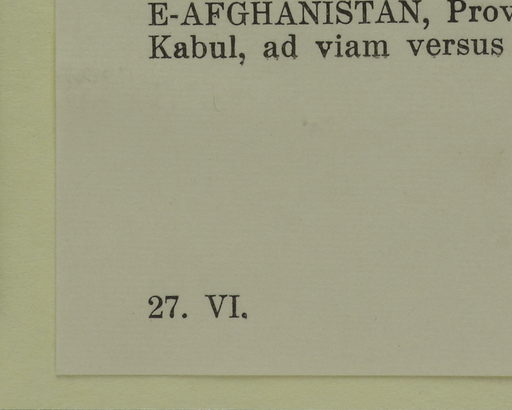 E-AFGHANISTAN, Prov
Kabul, ad viam versus
27. VI.